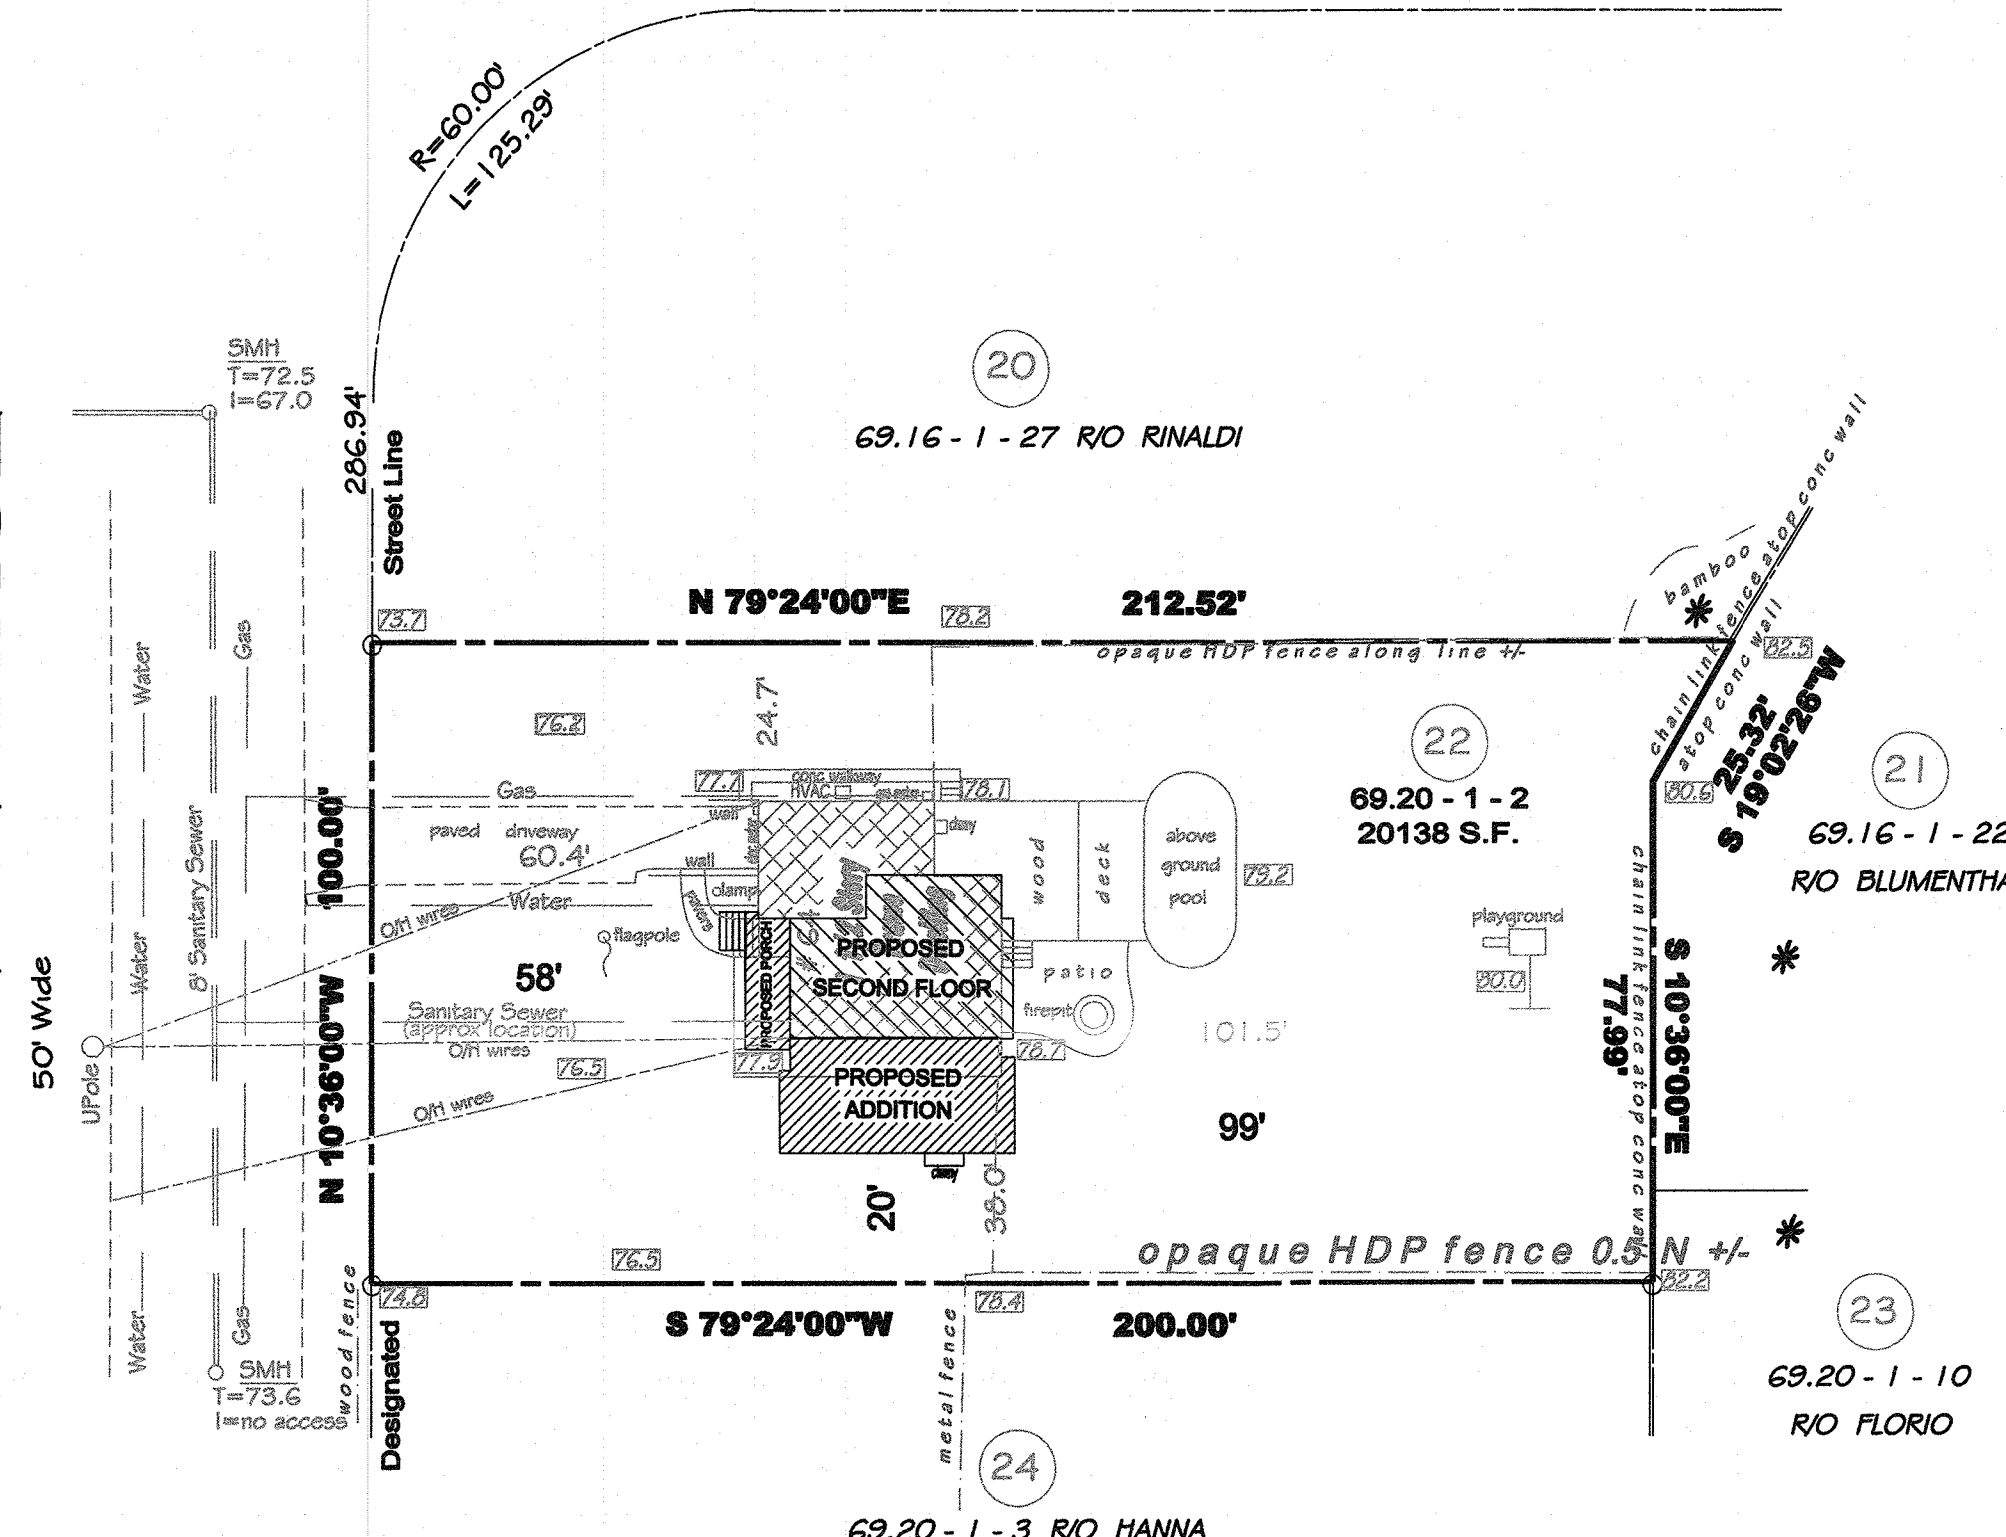 R=60.00'
L=125.29'
SMH
T=72.5
I=67.0
286.94'
Street Line
20
69.16 - 1 - 27 R/O RINALDI
chain link fence atop conc wall
bamboo
N 79°24'00"E
212.52'
73.7
78.2
82.5
opaque HDP fence along line +/-
atop conc wall
25.32'
S 19°02'26"W
Water
Gas
8' Sanitary Sewer
24.7'
76.2
22
69.20 - 1 - 2
20138 S.F.
21
69.16 - 1 - 22
R/O BLUMENTHA
80.6
77.7
conc walkway
HVAC
78.1
Gas
wall
paved driveway
60.4'
wall
chmy
wood
deck
above
ground
pool
79.2
100.00'
N 10°36'00"W
Water
O/H wires
pavers
flagpole
Story
PROPOSED PORCH
PROPOSED
SECOND FLOOR
patio
firepit
playground
80.0
58'
Sanitary Sewer
(approx location)
O/H wires
101.5'
chain link fence atop conc wall
77.99'
S 10°36'00"E
50' Wide
UPole
Water
76.5
77.9
78.7
PROPOSED
ADDITION
O/H wires
99'
chmy
20'
38.0'
opaque HDP fence 0.5' N +/-
76.5
74.8
78.4
82.2
S 79°24'00"W
200.00'
wood fence
Designated
metal fence
Water
Gas
SMH
T=73.6
I=no access
23
69.20 - 1 - 10
R/O FLORIO
24
69.20 - 1 - 3 R/O HANNA